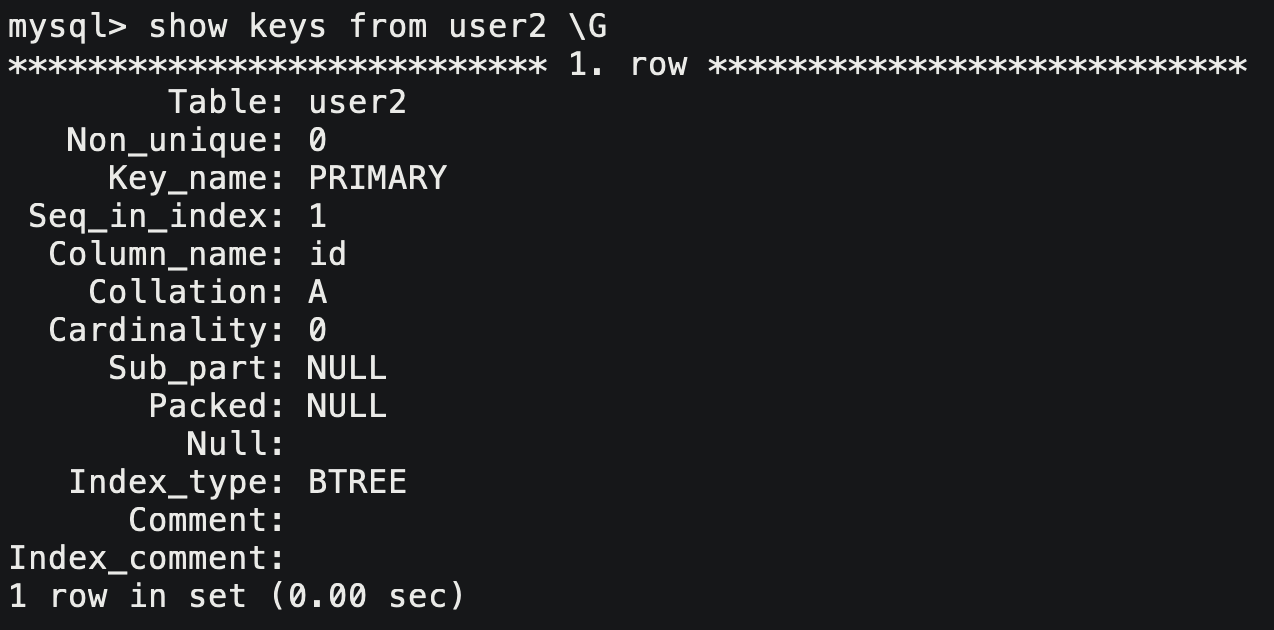 mysql> show keys from user2 \G
*************************** 1. row ***************************
Table: user2
Non_unique: 0
Key_name: PRIMARY
Seq_in_index: 1
Column_name: id
Collation: A
Cardinality: 0
Sub_part: NULL
Packed: NULL
Null:
Index_type: BTREE
Comment:
Index_comment:
1 row in set (0.00 sec)